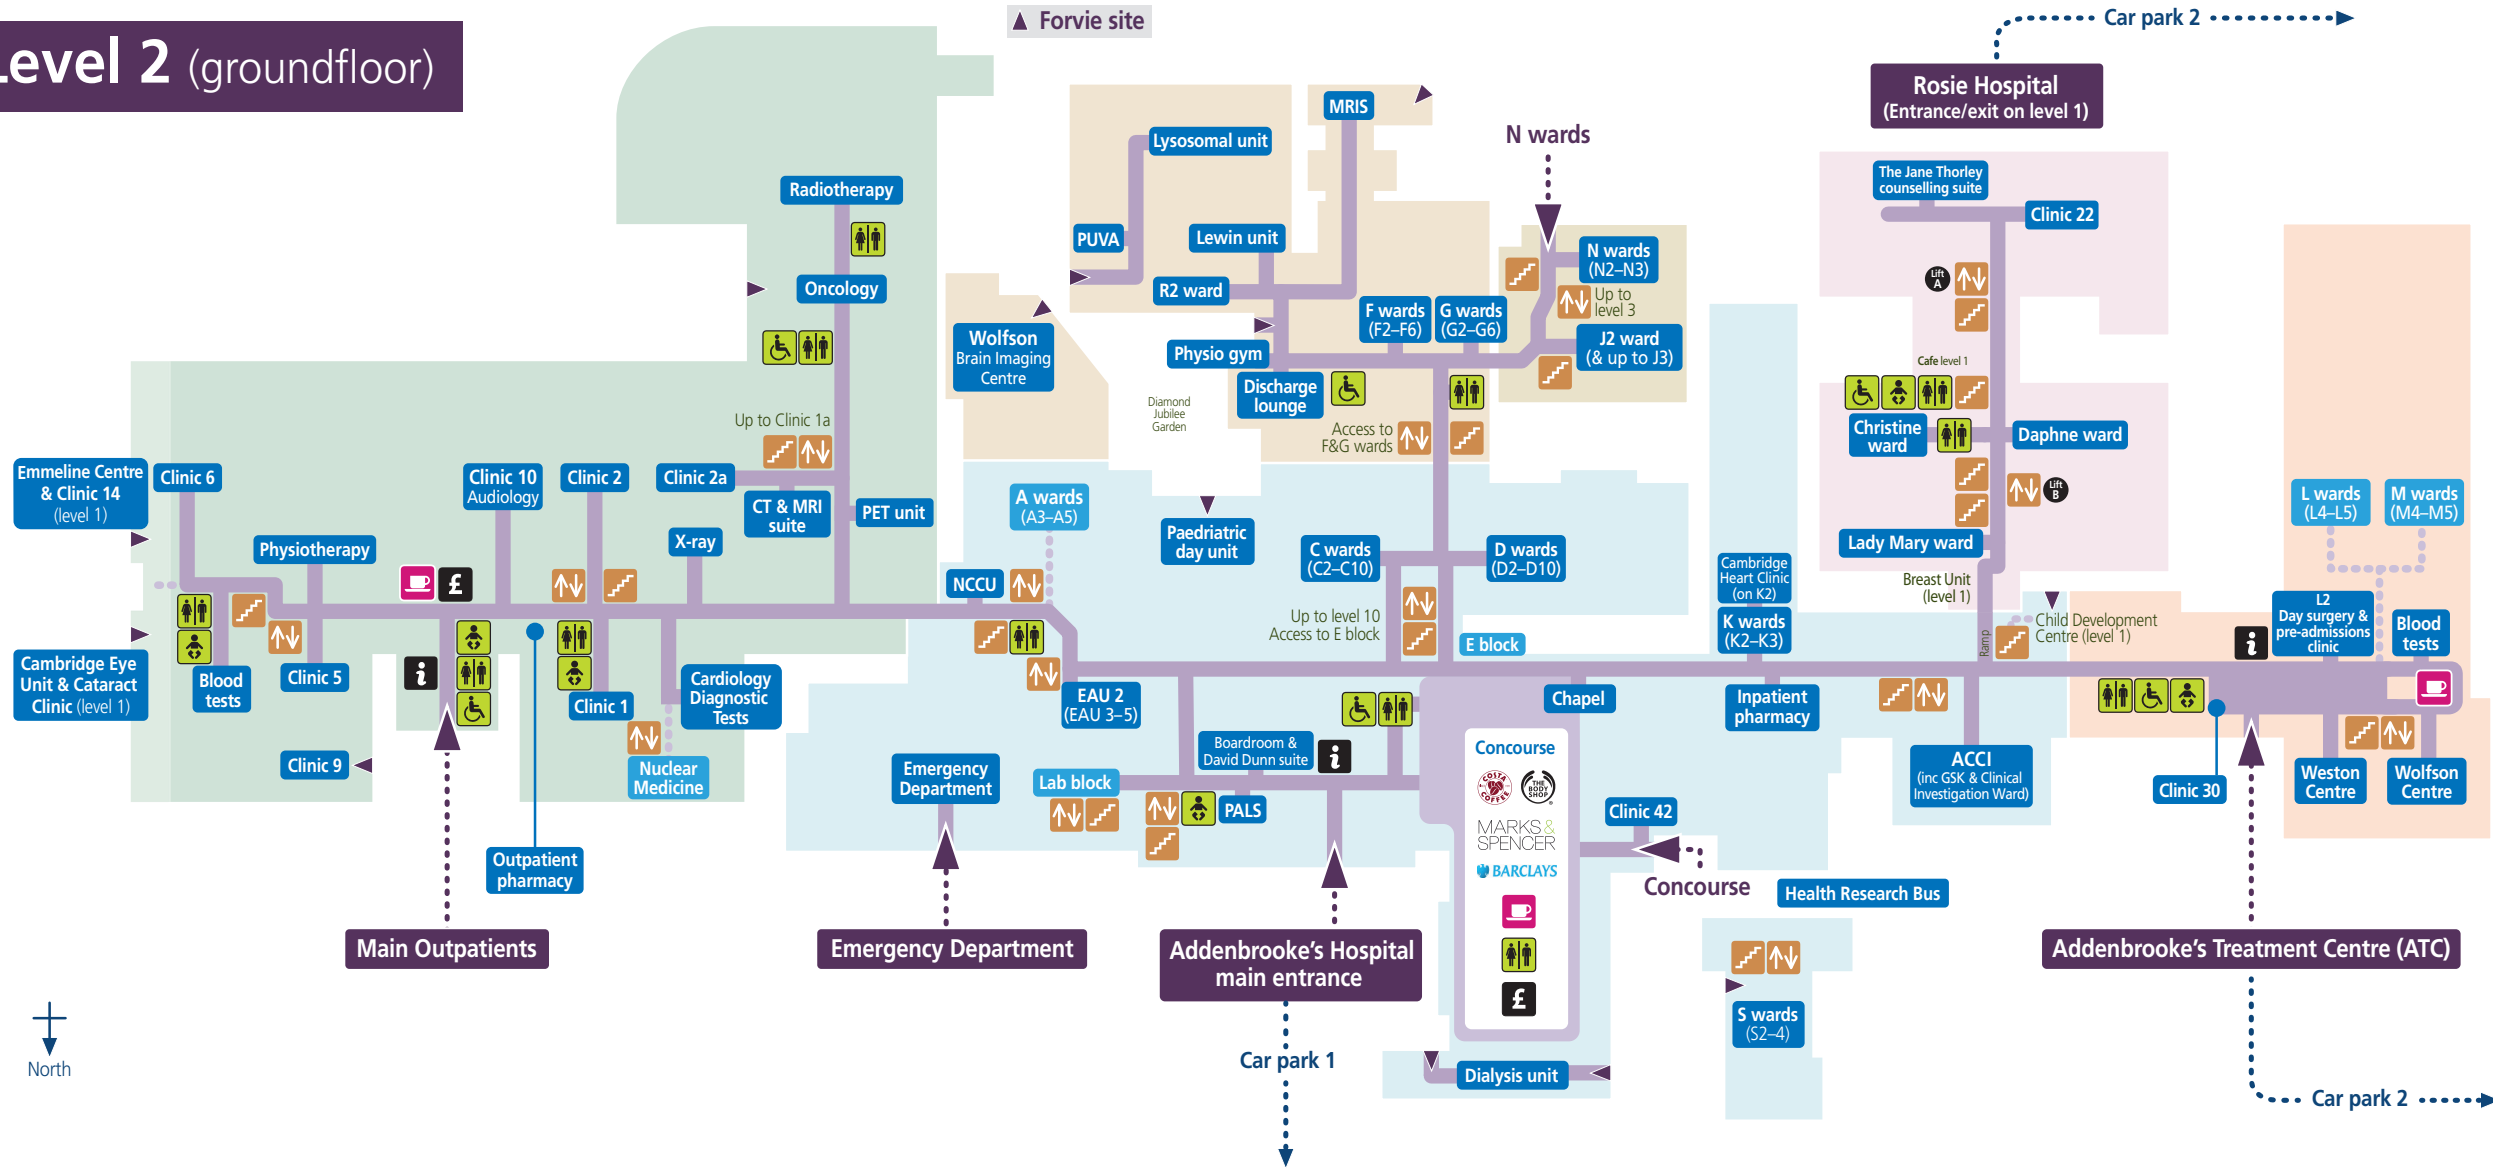 Level 2 (groundfloor)
Forvie site
Car park 2
Rosie Hospital
(Entrance/exit on level 1)
MRIS
N wards
Lysosomal unit
Radiotherapy
The Jane Thorley
counselling suite
Clinic 22
PUVA
Lewin unit
N wards
(N2–N3)
Oncology
R2 ward
Lift
A
Up to
level 3
F wards
(F2–F6)
G wards
(G2–G6)
Wolfson
Brain Imaging
Centre
Physio gym
J2 ward
(& up to J3)
Cafe level 1
Discharge
lounge
Diamond
Jubilee
Garden
Up to Clinic 1a
Access to
F&G wards
Christine
ward
Daphne ward
Emmeline Centre
& Clinic 14
(level 1)
Clinic 6
Clinic 10
Audiology
Clinic 2
Clinic 2a
CT & MRI
suite
PET unit
A wards
(A3–A5)
Lift
B
L wards
(L4–L5)
M wards
(M4–M5)
Physiotherapy
X-ray
Paedriatric
day unit
C wards
(C2–C10)
D wards
(D2–D10)
Lady Mary ward
NCCU
Cambridge
Heart Clinic
(on K2)
Breast Unit
(level 1)
£
Up to level 10
Access to E block
E block
K wards
(K2–K3)
Ramp
Child Development
Centre (level 1)
i
L2
Day surgery &
pre-admissions
clinic
Blood
tests
Cambridge Eye
Unit & Cataract
Clinic (level 1)
Blood
tests
Clinic 5
i
Clinic 1
Cardiology
Diagnostic
Tests
EAU 2
(EAU 3–5)
Chapel
Inpatient
pharmacy
Clinic 9
Nuclear
Medicine
Emergency
Department
Lab block
Boardroom &
David Dunn suite
i
PALS
Concourse
COSTA
COFFEE
THE
BODY
SHOP
MARKS &
SPENCER
BARCLAYS
£
Clinic 42
Concourse
ACCI
(inc GSK & Clinical
Investigation Ward)
Clinic 30
Weston
Centre
Wolfson
Centre
Outpatient
pharmacy
Health Research Bus
Main Outpatients
Emergency Department
Addenbrooke's Hospital
main entrance
Addenbrooke's Treatment Centre (ATC)
S wards
(S2–4)
North
Car park 1
Dialysis unit
Car park 2